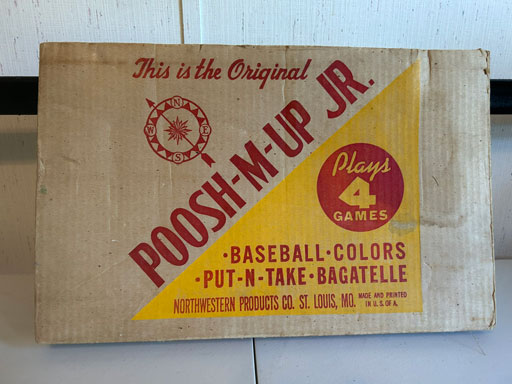 This is the Original
N
W E
S
POOSH-M-UP JR.
Plays
4
GAMES
·BASEBALL·COLORS
·PUT-N-TAKE·BAGATELLE
NORTHWESTERN PRODUCTS CO. ST. LOUIS, MO.
MADE AND PRINTED
IN U.S. OF A.